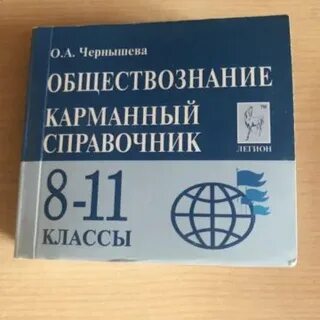 О.А. Чернышева
ОБЩЕСТВОЗНАНИЕ
КАРМАННЫЙ
СПРАВОЧНИК
ЛЕГИОН
8-11
КЛАССЫ